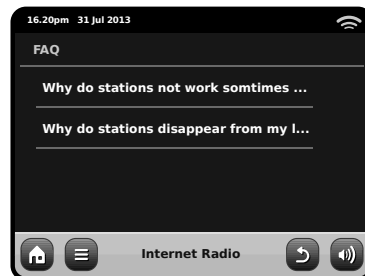 16.20pm 31 Jul 2013
FAQ
Why do stations not work somtimes ...
Why do stations disappear from my l...
Internet Radio